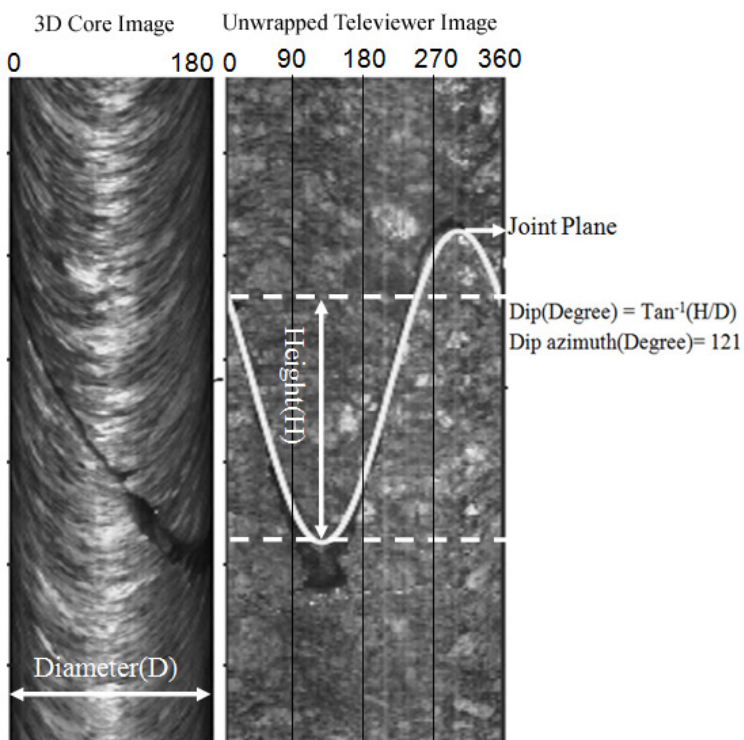 3D Core Image
Unwrapped Televiewer Image
0 180
0 90 180 270 360
Joint Plane
Dip(Degree) = Tan⁻¹(H/D)
Dip azimuth(Degree)= 121
Height(H)
Diameter(D)